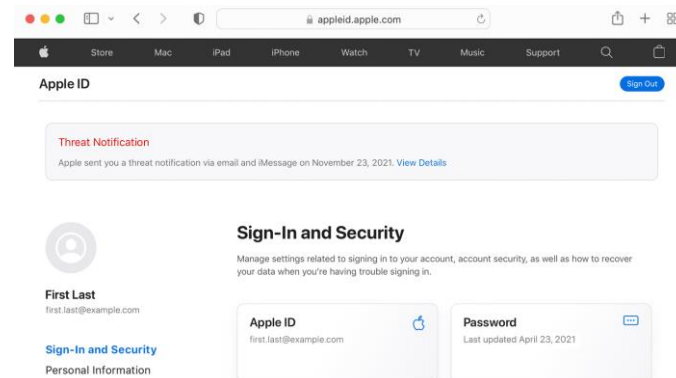 appleid.apple.com
Store Mac iPad iPhone Watch TV Music Support
Apple ID
Sign Out
Threat Notification
Apple sent you a threat notification via email and iMessage on November 23, 2021. View Details
Sign-In and Security
Manage settings related to signing in to your account, account security, as well as how to recover
your data when you're having trouble signing in.
First Last
first.last@example.com
Sign-In and Security
Personal Information
Apple ID
first.last@example.com
Password
Last updated April 23, 2021